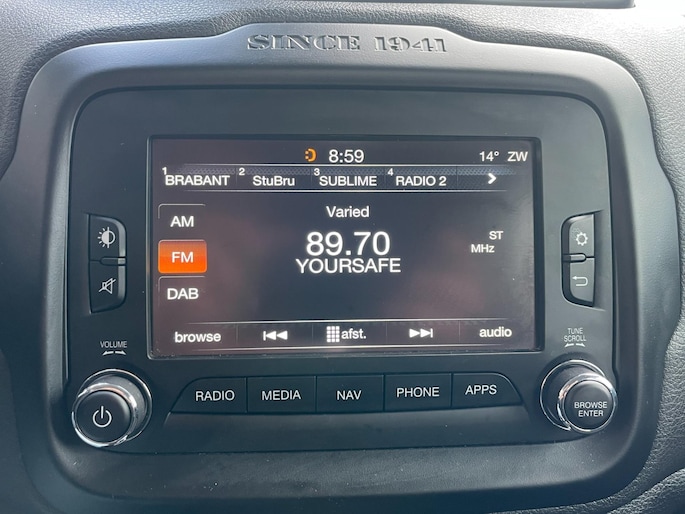 SINCE 1941
8:59 14° ZW
1 BRABANT 2 StuBru 3 SUBLIME 4 RADIO 2 >
AM
Varied
FM
89.70 MHz ST
YOURSAFE
DAB
browse afst. audio
VOLUME
TUNE
SCROLL
RADIO MEDIA NAV PHONE APPS
BROWSE
ENTER